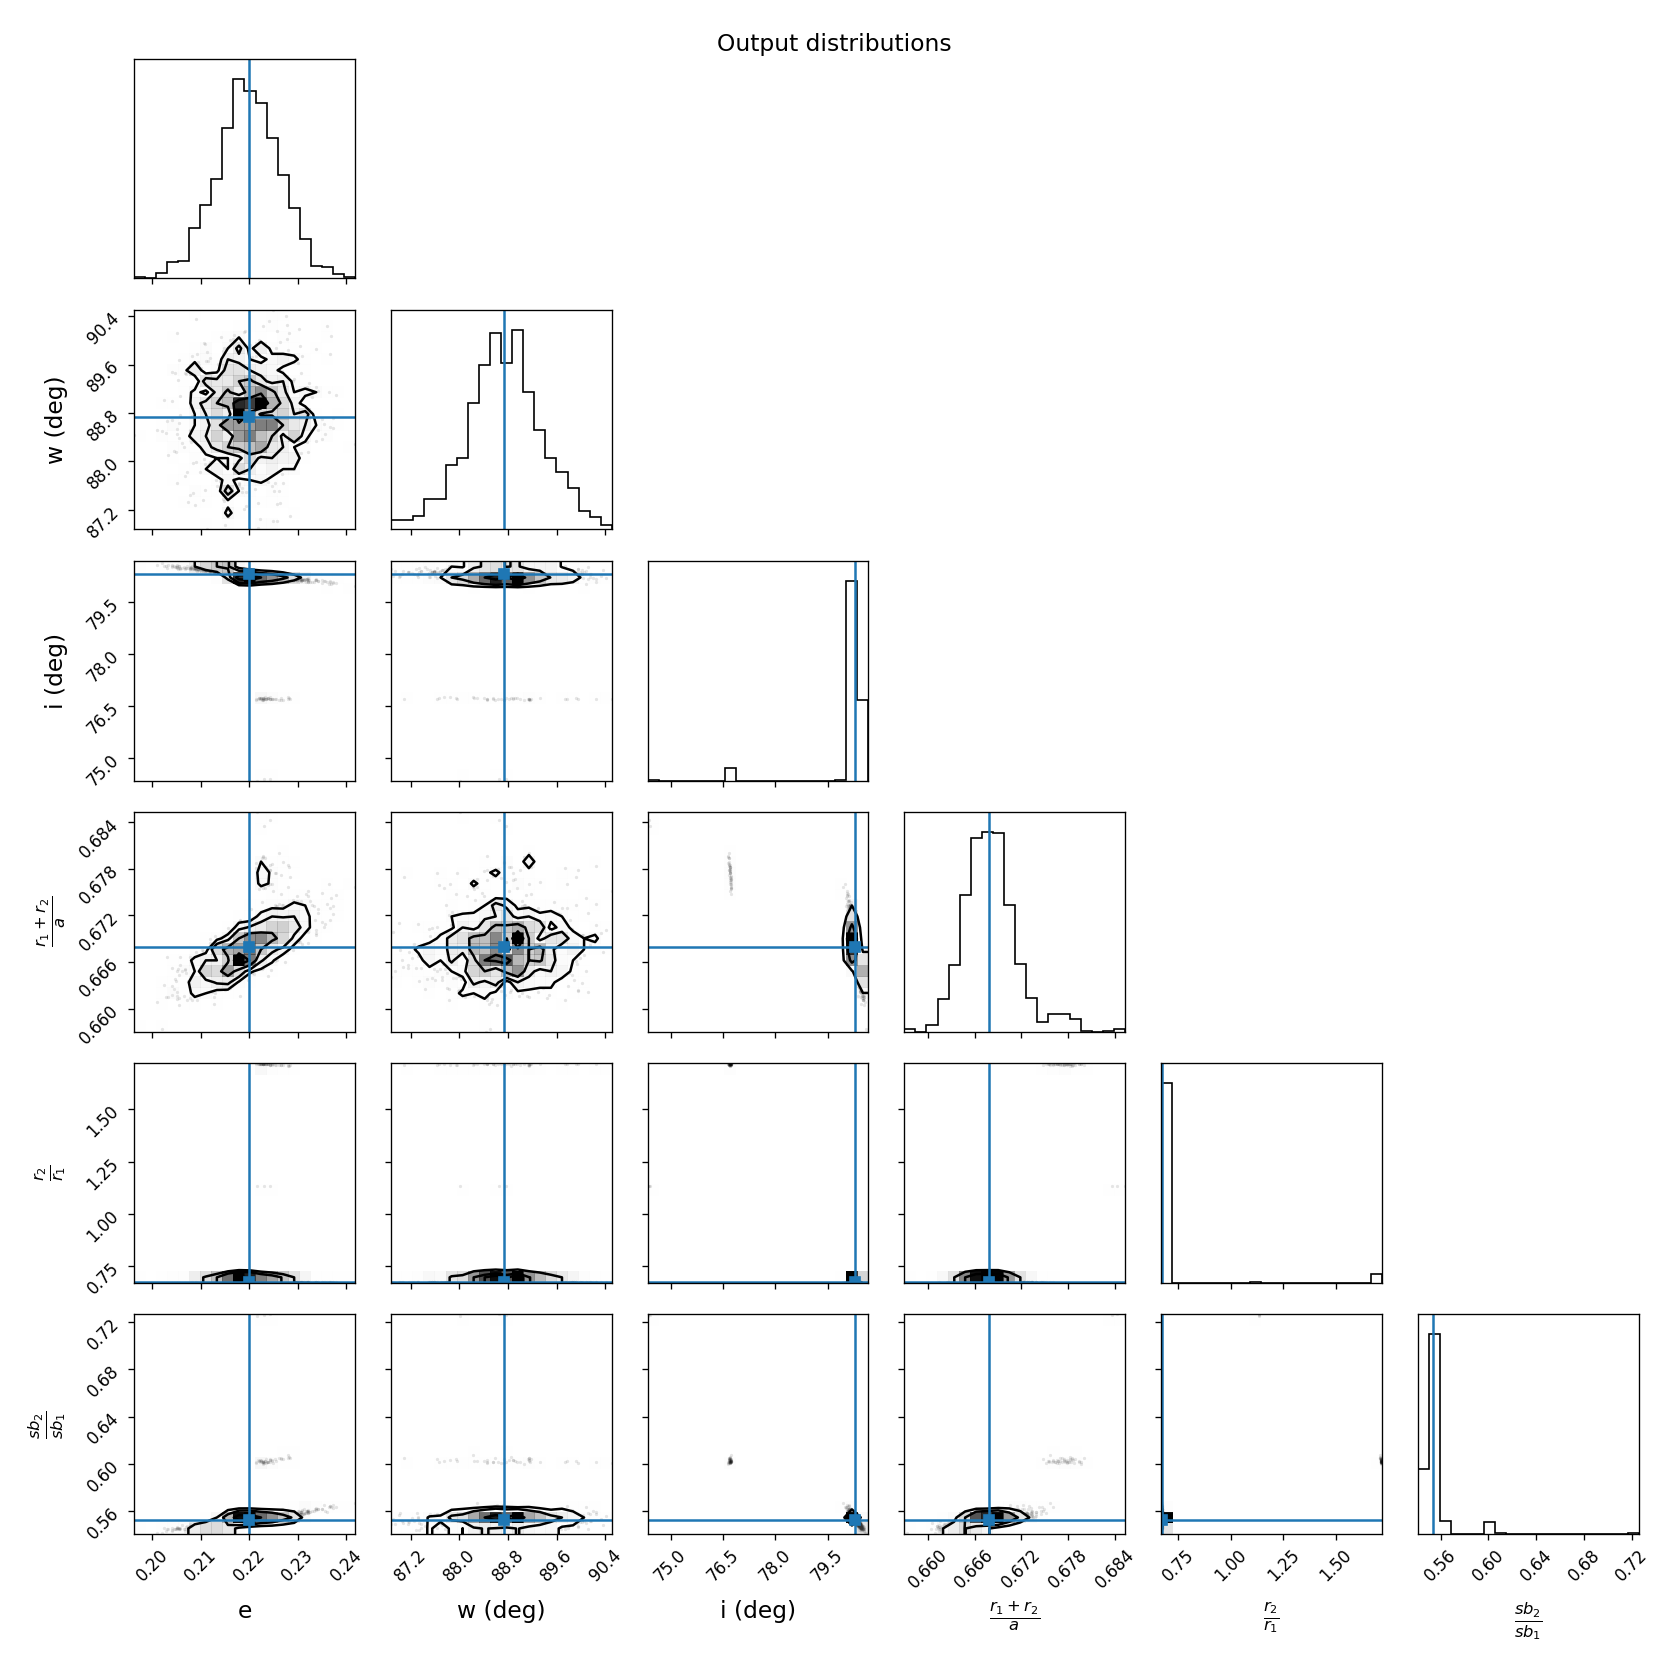 Output distributions
w (deg)
90.4
89.6
88.8
88.0
87.2
i (deg)
79.5
78.0
76.5
75.0
r₁ + r₂
a
0.684
0.678
0.672
0.666
0.660
r₂
r₁
1.50
1.25
1.00
0.75
sb₂
sb₁
0.72
0.68
0.64
0.60
0.56
0.20 0.21 0.22 0.23 0.24
87.2 88.0 88.8 89.6 90.4
75.0 76.5 78.0 79.5
0.660 0.666 0.672 0.678 0.684
0.75 1.00 1.25 1.50
0.56 0.60 0.64 0.68 0.72
e
w (deg)
i (deg)
r₁ + r₂
a
r₂
r₁
sb₂
sb₁